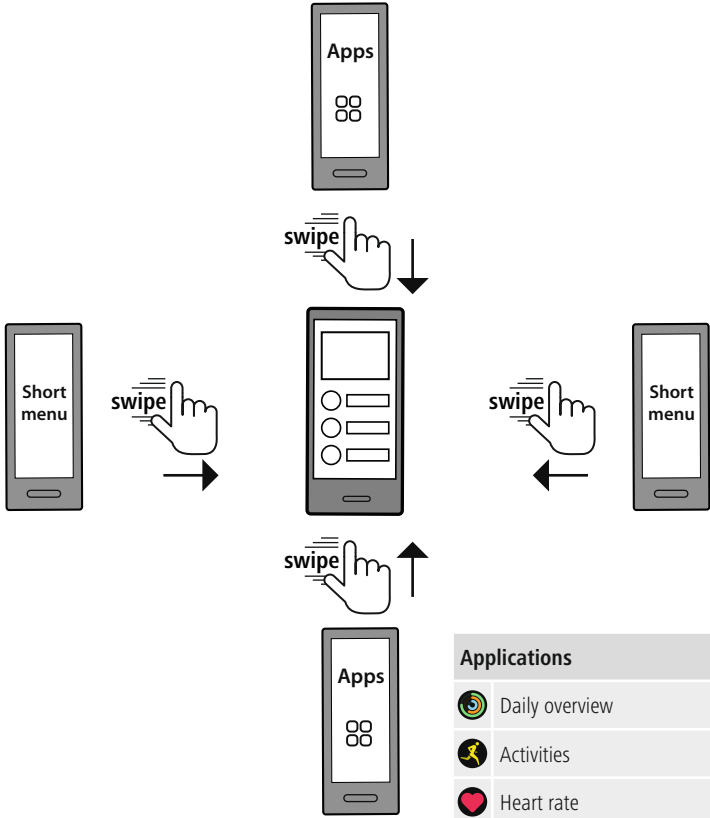 Apps
swipe
Short
menu
swipe
swipe
Short
menu
swipe
Apps
Applications
Daily overview
Activities
Heart rate